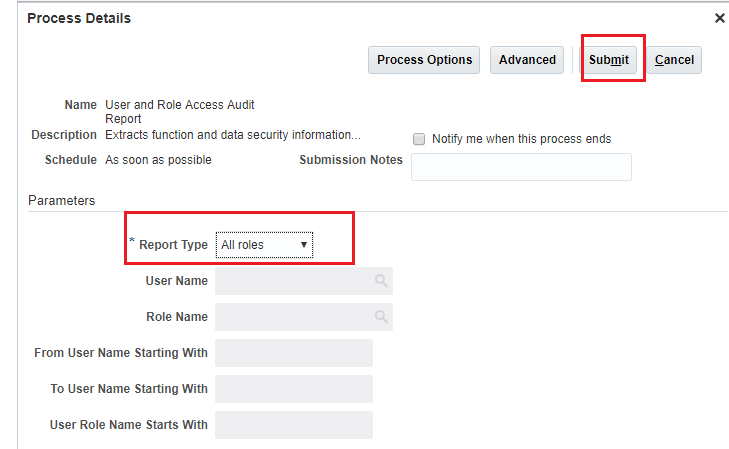 Process Details
Process Options Advanced Submit Cancel
Name User and Role Access Audit
Report
Description Extracts function and data security information...
Notify me when this process ends
Schedule As soon as possible
Submission Notes
Parameters
* Report Type All roles
User Name
Role Name
From User Name Starting With
To User Name Starting With
User Role Name Starts With